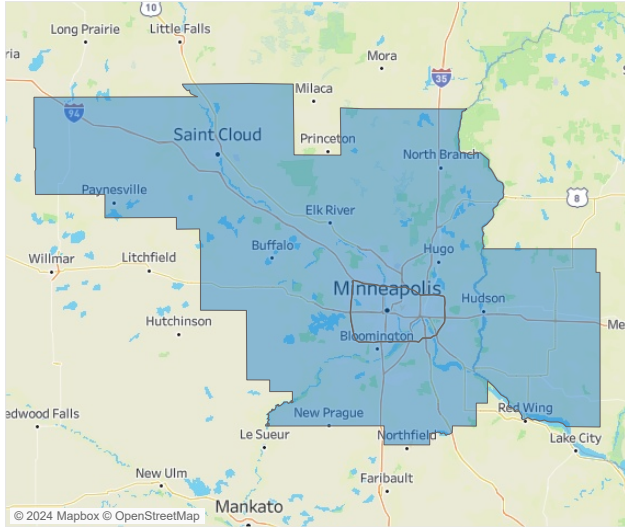 10
Long Prairie
Little Falls
ria
Mora
35
Milaca
94
Saint Cloud
Princeton
North Branch
Paynesville
8
Elk River
Buffalo
Hugo
Willmar
Litchfield
Minneapolis
Hudson
Hutchinson
Me
Bloomington
edwood Falls
New Prague
Red Wing
Le Sueur
Northfield
Lake City
New Ulm
Faribault
Mankato
© 2024 Mapbox © OpenStreetMap